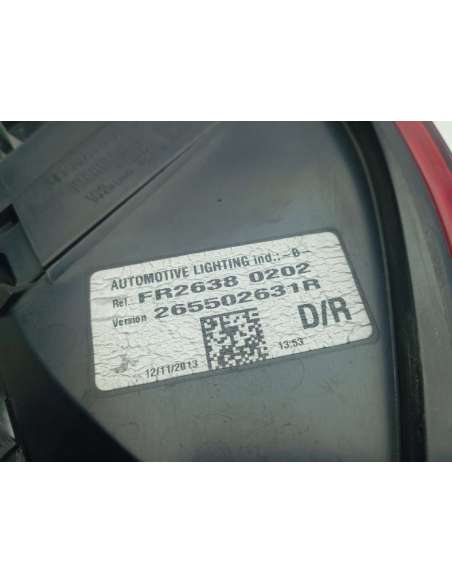 AUTOMOTIVE LIGHTING ind.: -B-
Ref. FR2638 0202
Version 265502631R
D/R
12/11/2013 13:53